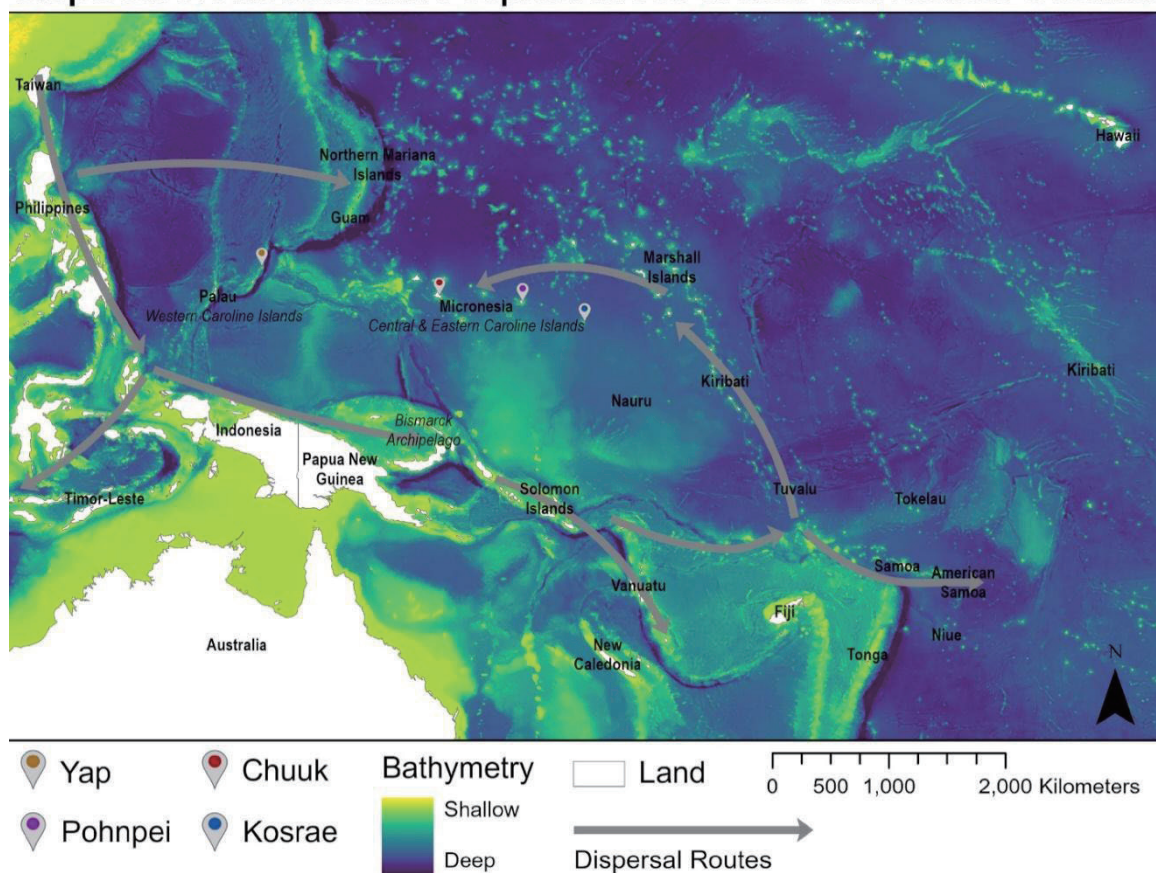 Taiwan
Hawaii
Northern Mariana
Islands
Philippines
Guam
Marshall
Islands
Palau
Western Caroline Islands
Micronesia
Central & Eastern Caroline Islands
Kiribati
Kiribati
Nauru
Bismarck
Archipelago
Indonesia
Papua New
Guinea
Timor-Leste
Solomon
Islands
Tuvalu
Tokelau
Samoa
American
Samoa
Vanuatu
Fiji
Niue
Australia
New
Caledonia
Tonga
N
Yap
Chuuk
Pohnpei
Kosrae
Bathymetry
Shallow
Deep
Land
0 500 1,000 2,000 Kilometers
Dispersal Routes